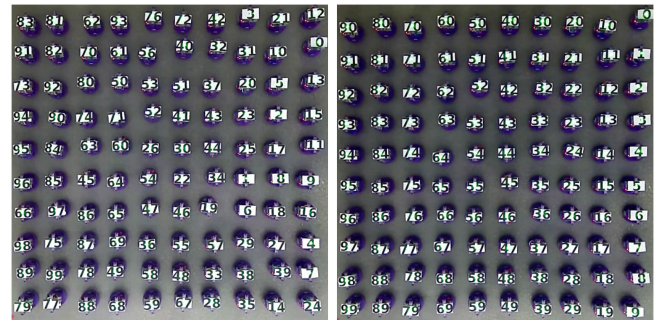 83 81 62 93 76 72 42 3 21 12
91 82 70 61 56 40 32 31 10 0
73 92 80 50 53 51 37 20 5 13
94 90 74 71 52 41 43 23 2 15
95 84 63 60 26 30 44 25 17 11
96 85 45 64 54 22 34 1 8 9
66 97 86 65 47 46 19 6 18 16
98 75 87 69 36 55 57 29 27 4
89 99 78 49 58 48 33 38 39 7
79 77 88 68 59 67 28 35 14 24
90 80 70 60 50 40 30 20 10 0
91 81 71 61 51 41 31 21 11 1
92 82 72 62 52 42 32 22 12 2
93 83 73 63 53 43 33 23 13 3
94 84 74 64 54 44 34 24 14 4
95 85 75 65 55 45 35 25 15 5
96 86 76 66 56 46 36 26 16 6
97 87 77 67 57 47 37 27 17 7
98 88 78 68 58 48 38 28 18 8
99 89 79 69 59 49 39 29 19 9